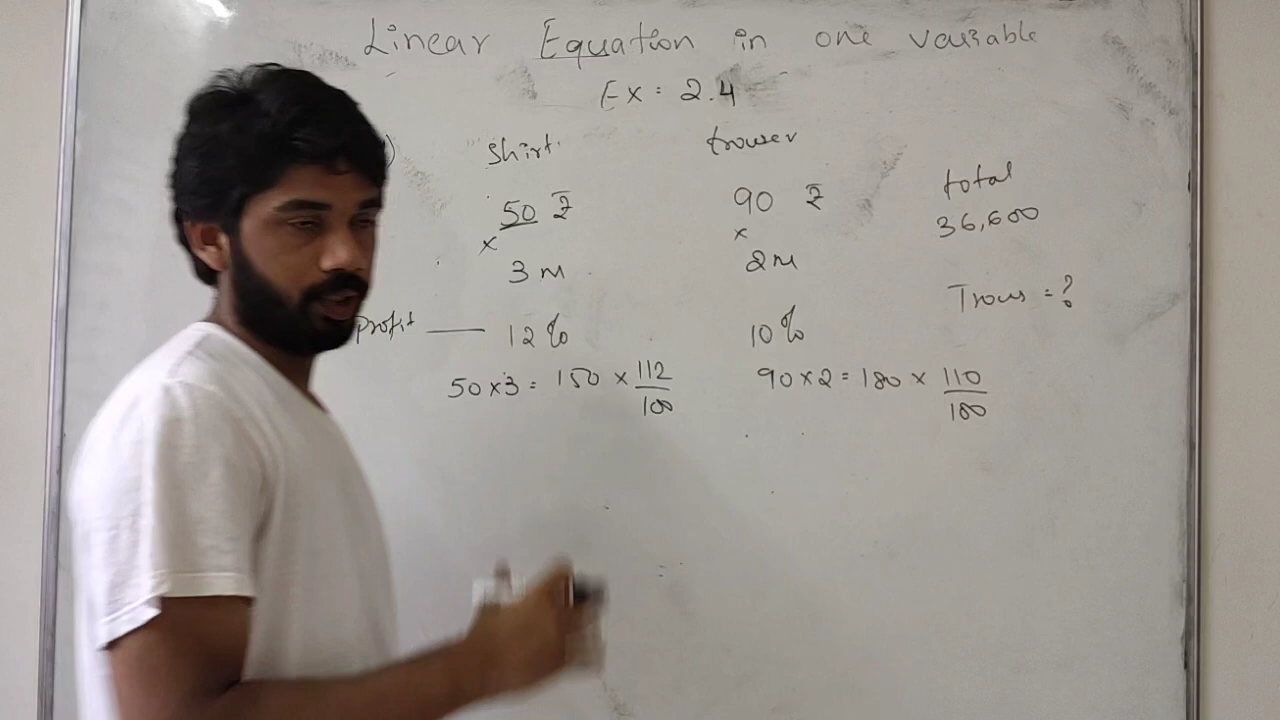 Linear Equation in one variable
Ex: 2.4
) shirt trouser
50 ₹ 90 ₹ total
× × 36,600
3 m 2m
Trous = ?
Profit — 12% 10%
50×3 = 150 × 112/100 90×2 = 180 × 110/100